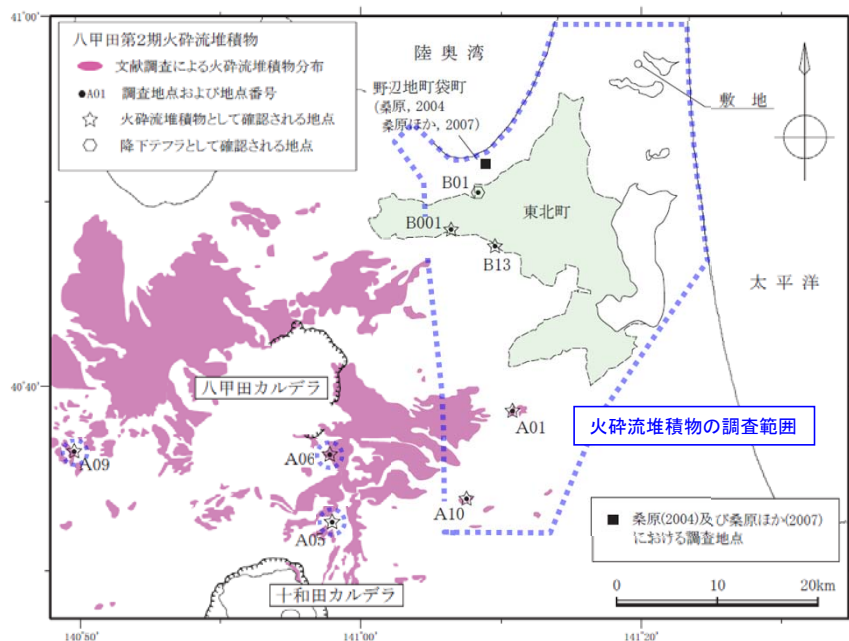 41°00'
八甲田第2期火砕流堆積物
文献調査による火砕流堆積物分布
A01 調査地点および地点番号
火砕流堆積物として確認される地点
降下テフラとして確認される地点
陸奥湾
野辺地町袋町
(桑原, 2004
桑原ほか, 2007)
敷地
B01
東北町
B001
B13
太平洋
40°40'
八甲田カルデラ
A01
火砕流堆積物の調査範囲
A09
A06
A10
A05
桑原(2004)及び桑原ほか(2007)
における調査地点
十和田カルデラ
0 10 20km
140°50' 141°00' 141°20'